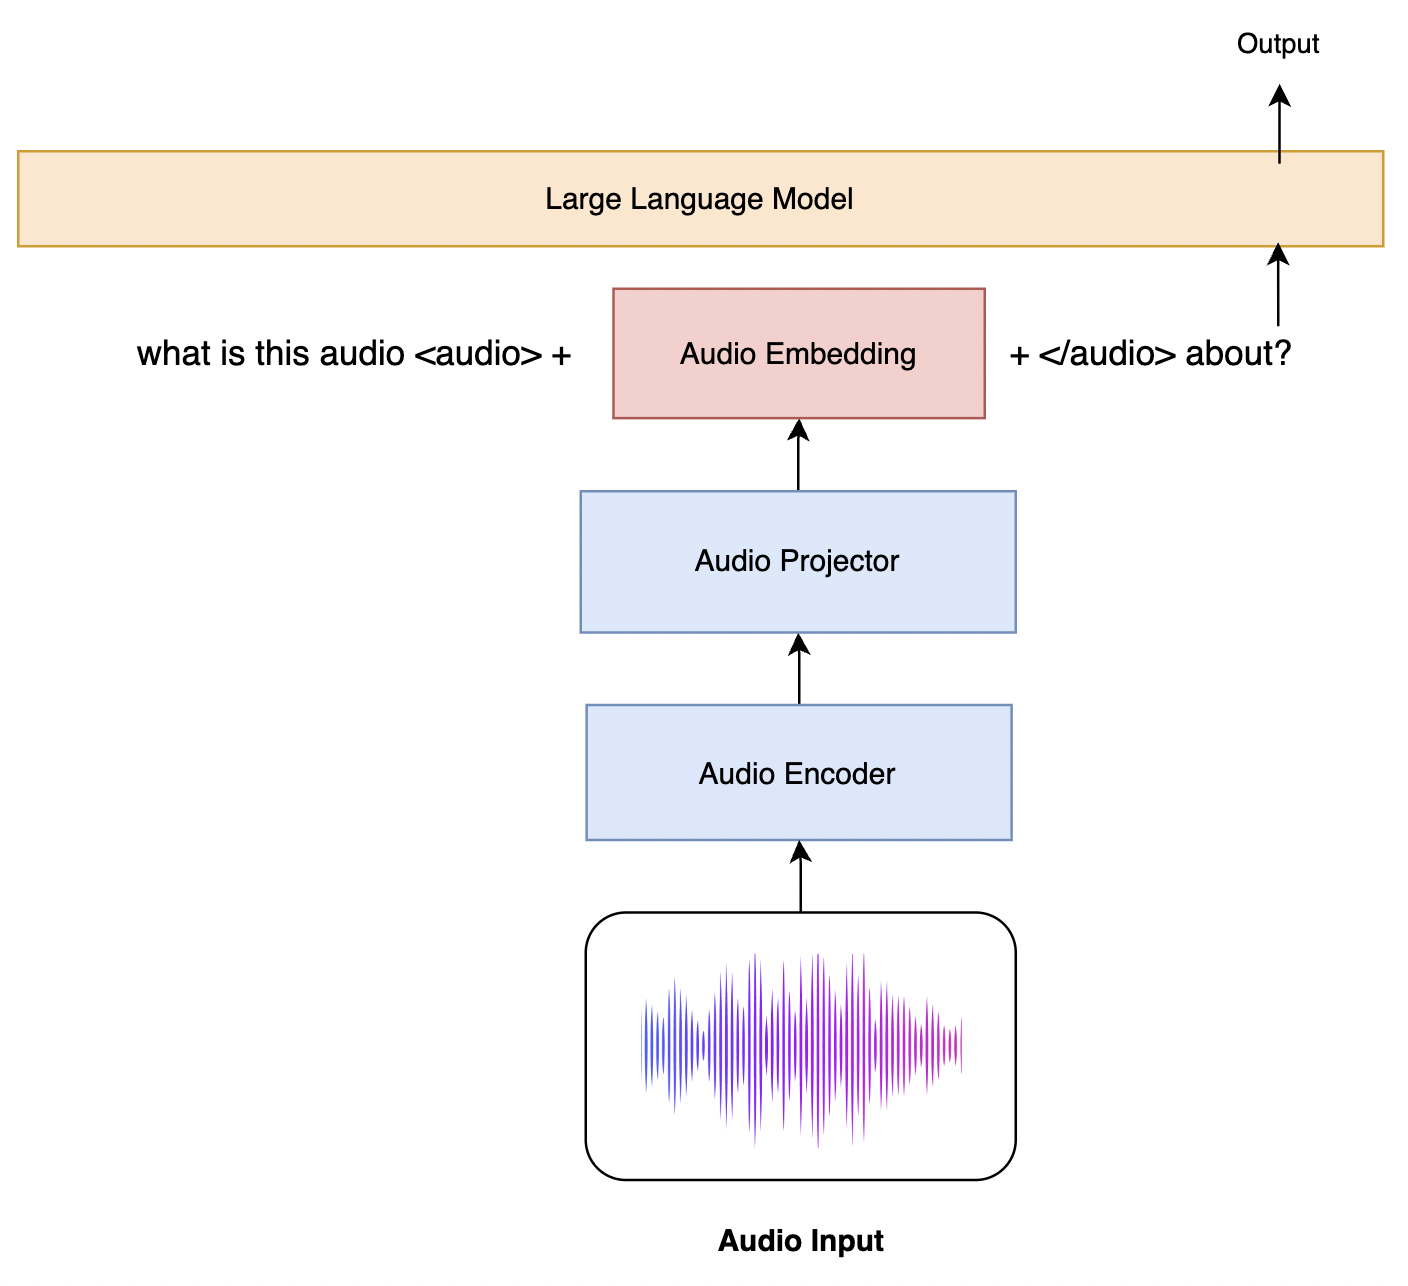 Output
Large Language Model
what is this audio <audio> + Audio Embedding + </audio> about?
Audio Projector
Audio Encoder
Audio Input